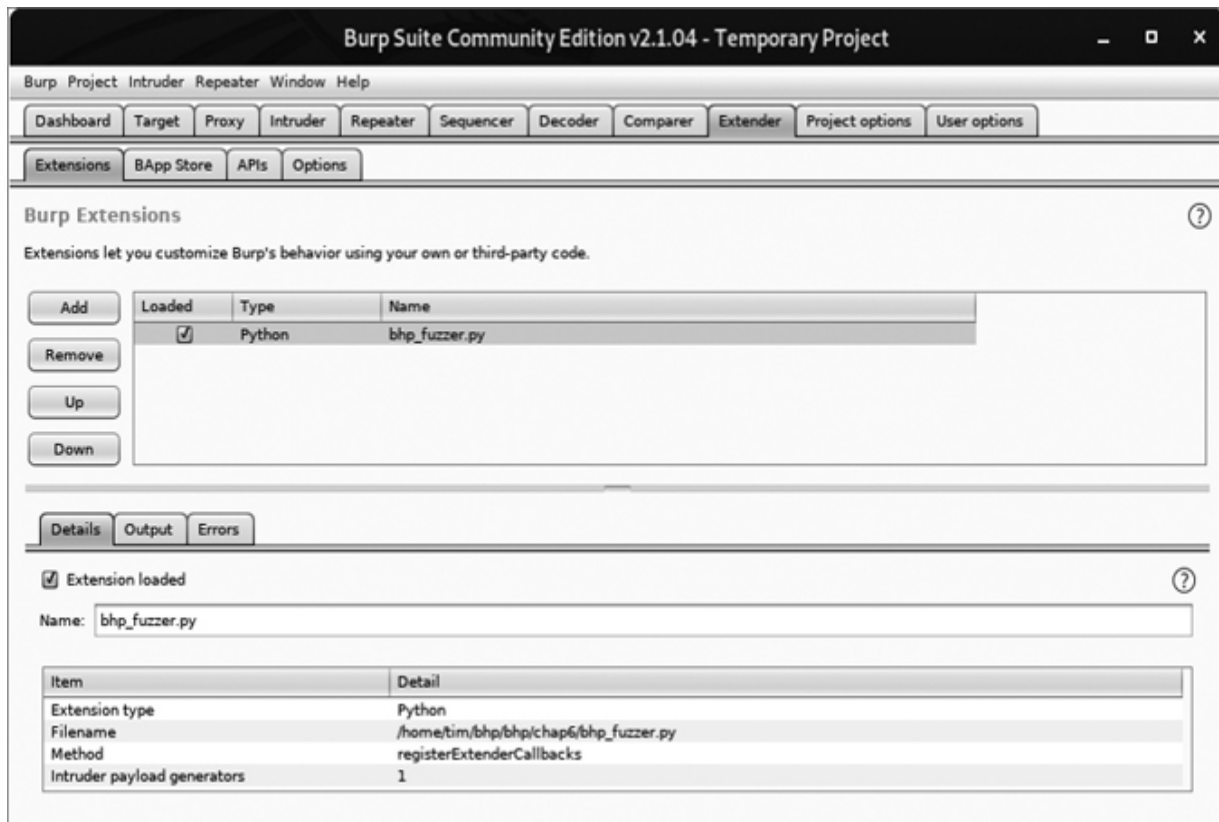 Burp Suite Community Edition v2.1.04 - Temporary Project
Burp Project Intruder Repeater Window Help
Dashboard Target Proxy Intruder Repeater Sequencer Decoder Comparer Extender Project options User options
Extensions BApp Store APIs Options
Burp Extensions
Extensions let you customize Burp's behavior using your own or third-party code.
Add
Remove
Up
Down
Loaded Type Name
Python bhp_fuzzer.py
Details Output Errors
Extension loaded
Name: bhp_fuzzer.py
Item Detail
Extension type Python
Filename /home/tim/bhp/bhp/chap6/bhp_fuzzer.py
Method registerExtenderCallbacks
Intruder payload generators 1